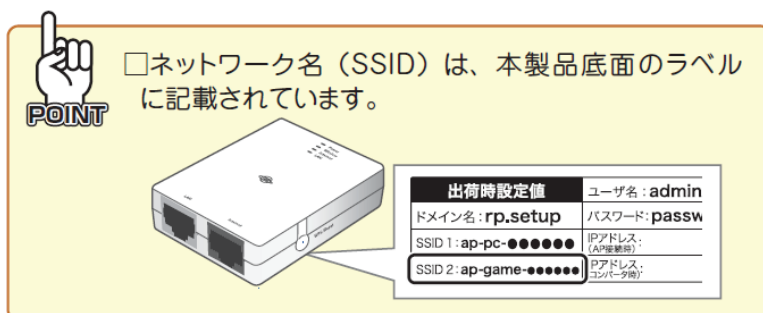 POINT
□ネットワーク名（SSID）は、本製品底面のラベル
に記載されています。
出荷時設定値
ユーザ名：admin
ドメイン名：rp.setup
パスワード：passw
SSID 1：ap-pc-●●●●●●
IPアドレス：
（AP接続時）
SSID 2：ap-game-●●●●●●
IPアドレス：
コンバータ時）